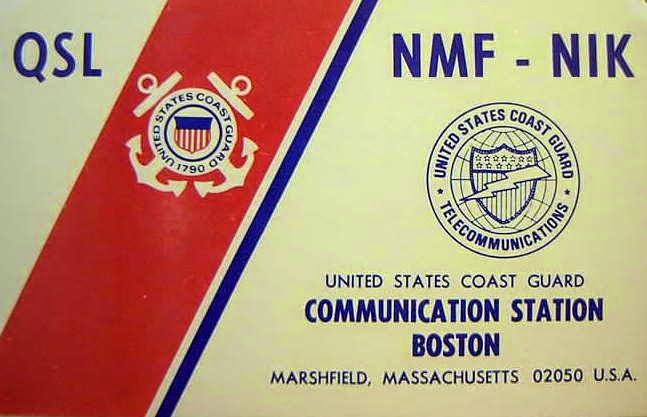 QSL
NMF - NIK
UNITED STATES COAST GUARD
1790
UNITED STATES COAST GUARD
TELECOMMUNICATIONS
UNITED STATES COAST GUARD
COMMUNICATION STATION
BOSTON
MARSHFIELD, MASSACHUSETTS 02050 U.S.A.